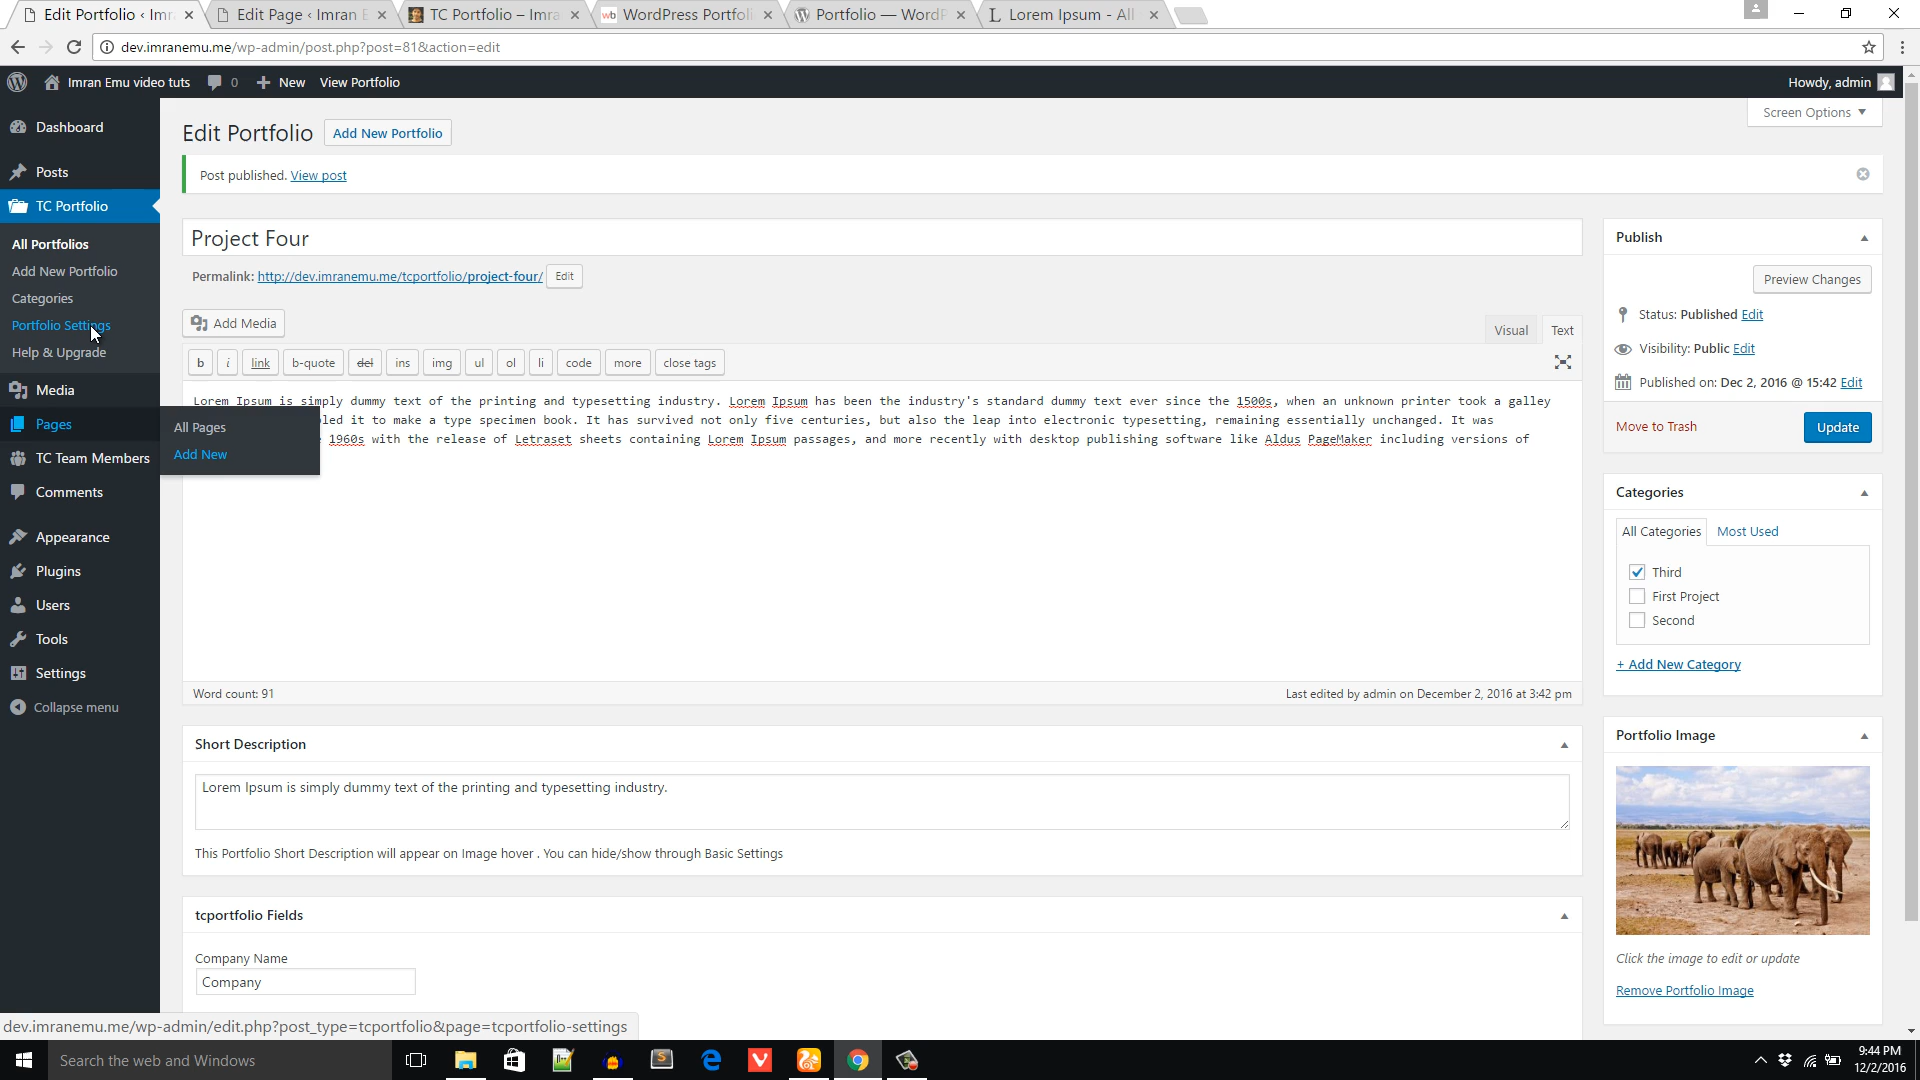 Edit Portfolio ‹ Imr
Edit Page ‹ Imran E
TC Portfolio – Imra
WordPress Portfoli
Portfolio — WordP
Lorem Ipsum - All
dev.imranemu.me/wp-admin/post.php?post=81&action=edit
Imran Emu video tuts
0
New
View Portfolio
Howdy, admin
Screen Options
Dashboard
Posts
TC Portfolio
All Portfolios
Add New Portfolio
Categories
Portfolio Settings
Help & Upgrade
Media
Pages
All Pages
Add New
TC Team Members
Comments
Appearance
Plugins
Users
Tools
Settings
Collapse menu
Edit Portfolio
Add New Portfolio
Post published. View post
Project Four
Permalink: http://dev.imranemu.me/tcportfolio/project-four/ Edit
Add Media
Visual
Text
b i link b-quote del ins img ul ol li code more close tags
Lorem Ipsum is simply dummy text of the printing and typesetting industry. Lorem Ipsum has been the industry's standard dummy text ever since the 1500s, when an unknown printer took a galley
it to make a type specimen book. It has survived not only five centuries, but also the leap into electronic typesetting, remaining essentially unchanged. It was
1960s with the release of Letraset sheets containing Lorem Ipsum passages, and more recently with desktop publishing software like Aldus PageMaker including versions of
Word count: 91
Last edited by admin on December 2, 2016 at 3:42 pm
Short Description
Lorem Ipsum is simply dummy text of the printing and typesetting industry.
This Portfolio Short Description will appear on Image hover . You can hide/show through Basic Settings
tcportfolio Fields
Company Name
Company
Publish
Preview Changes
Status: Published Edit
Visibility: Public Edit
Published on: Dec 2, 2016 @ 15:42 Edit
Move to Trash
Update
Categories
All Categories
Most Used
Third
First Project
Second
+ Add New Category
Portfolio Image
Click the image to edit or update
Remove Portfolio Image
dev.imranemu.me/wp-admin/edit.php?post_type=tcportfolio&page=tcportfolio-settings
Search the web and Windows
9:44 PM
12/2/2016